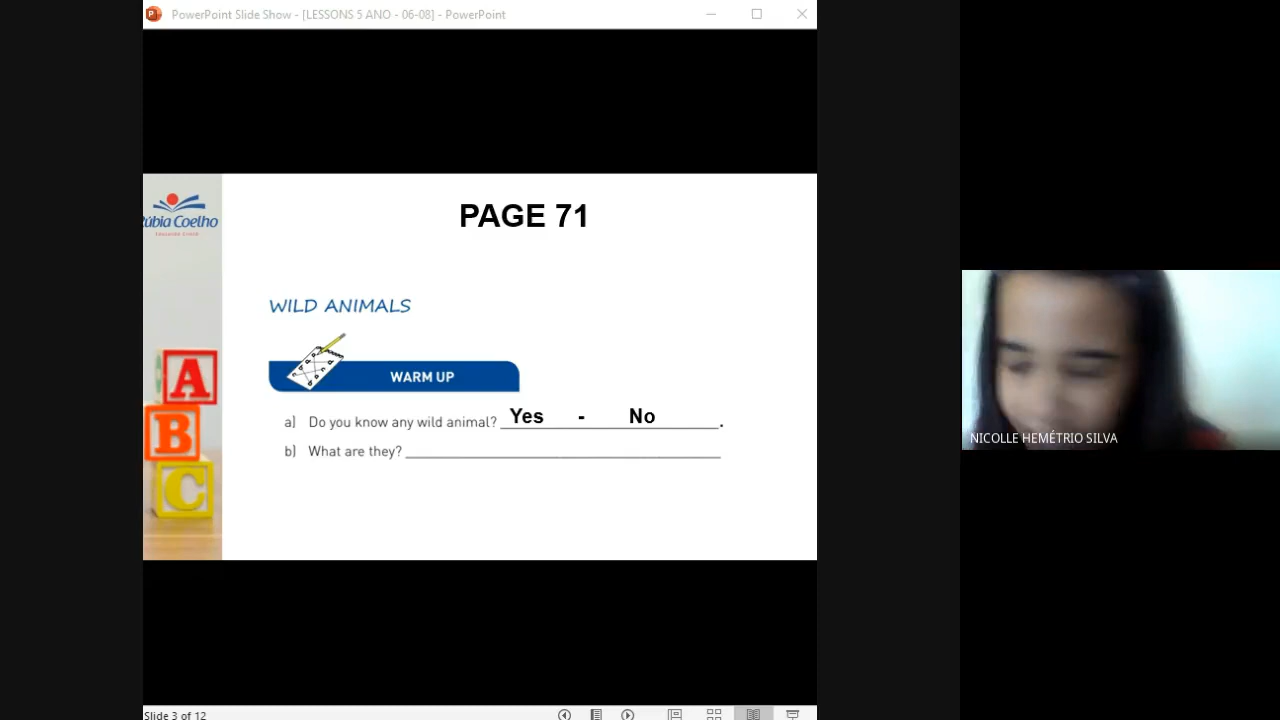 PowerPoint Slide Show - [LESSONS 5 ANO - 06-08] - PowerPoint
PAGE 71
Rúbia Coelho
WILD ANIMALS
WARM UP
a) Do you know any wild animal? Yes - No .
b) What are they?
A
B
C
NICOLLE HEMÉTRIO SILVA
Slide 3 of 12